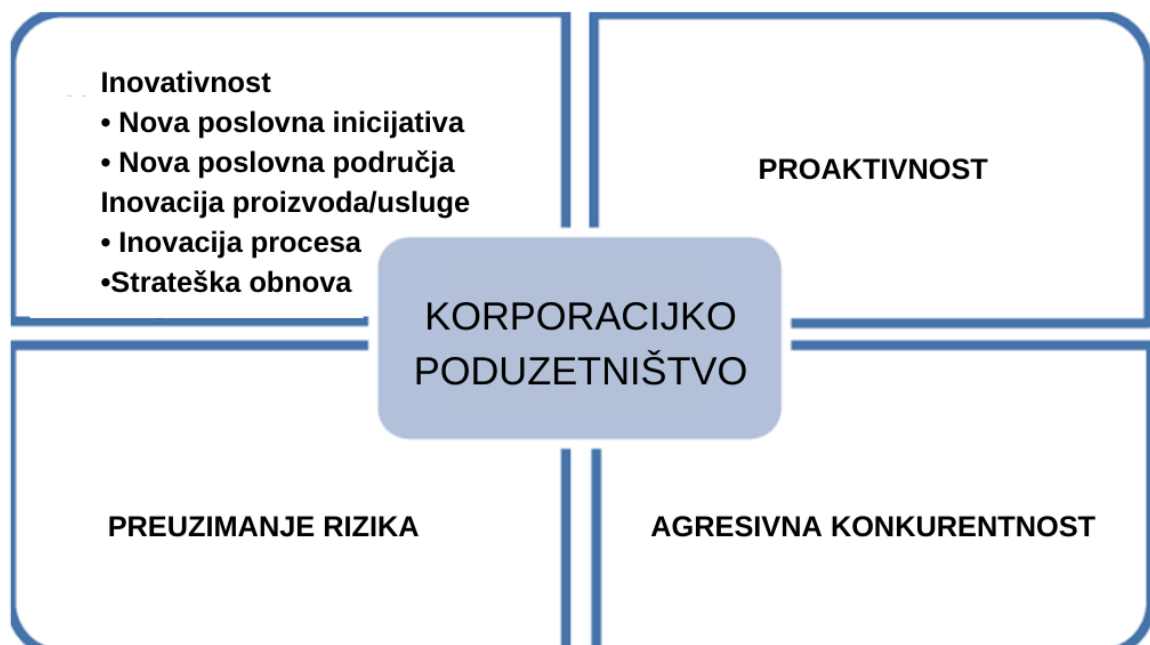 Inovativnost
• Nova poslovna inicijativa
• Nova poslovna područja
Inovacija proizvoda/usluge
• Inovacija procesa
•Strateška obnova
PROAKTIVNOST
KORPORACIJKO
PODUZETNIŠTVO
PREUZIMANJE RIZIKA
AGRESIVNA KONKURENTNOST